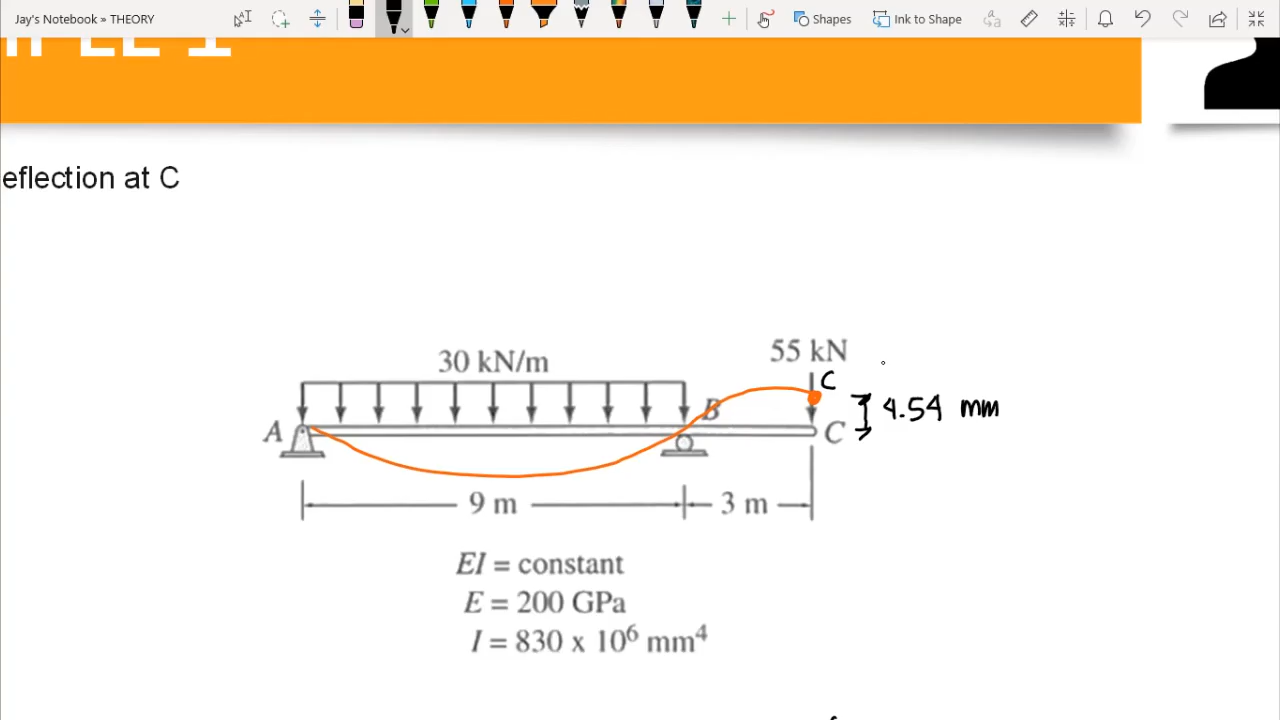 Jay's Notebook » THEORY
Shapes
Ink to Shape
eflection at C
30 kN/m
55 kN
C
A
B
C
4.54 mm
9 m
3 m
EI = constant
E = 200 GPa
I = 830 x 10⁶ mm⁴